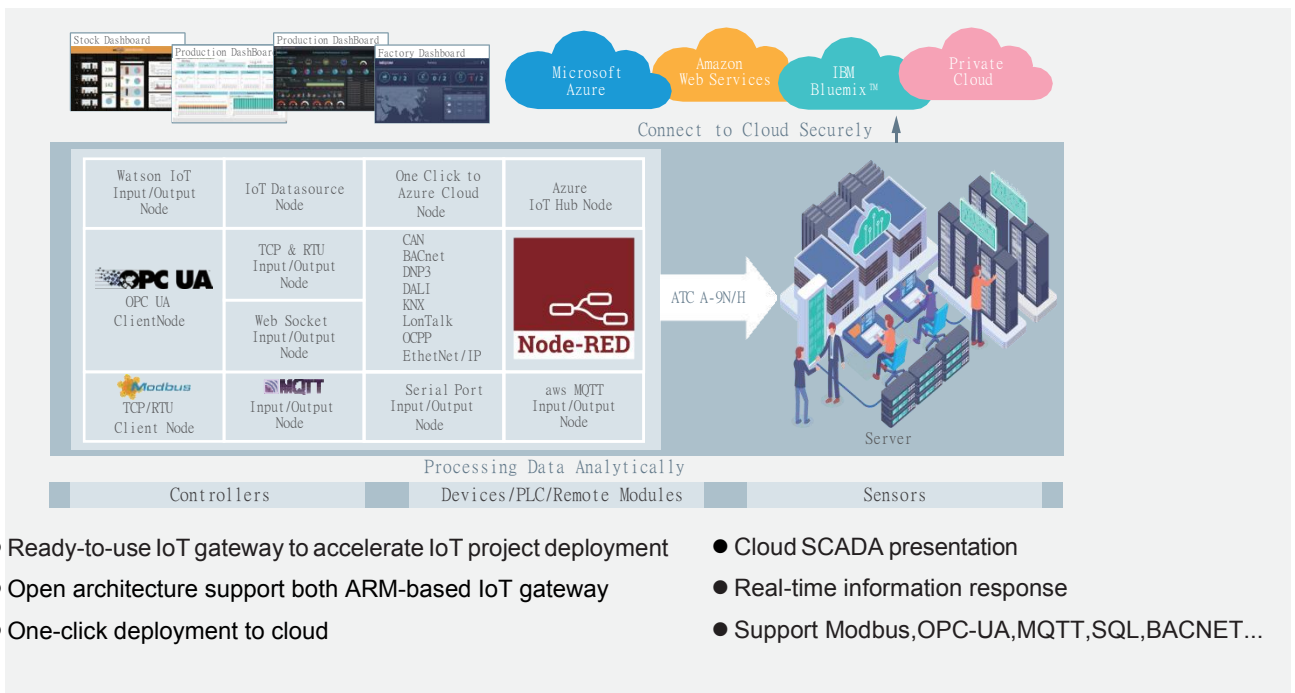 Stock Dashboard
Production DashBoar
Production DashBoard
Factory Dashboard
Microsoft
Azure
Amazon
Web Services
IBM
Bluemix™
Private
Cloud
Connect to Cloud Securely
Watson IoT
Input/Output
Node
IoT Datasource
Node
One Click to
Azure Cloud
Node
Azure
IoT Hub Node
OPC UA
OPC UA
ClientNode
TCP & RTU
Input/Output
Node
Web Socket
Input/Output
Node
CAN
BACnet
DNP3
DALI
KNX
LonTalk
OCPP
EthetNet/IP
Node-RED
Modbus
TCP/RTU
Client Node
MQTT
Input/Output
Node
Serial Port
Input/Output
Node
aws MQTT
Input/Output
Node
ATC A-9N/H
Server
Processing Data Analytically
Controllers
Devices/PLC/Remote Modules
Sensors
Ready-to-use IoT gateway to accelerate IoT project deployment
Open architecture support both ARM-based IoT gateway
One-click deployment to cloud
● Cloud SCADA presentation
● Real-time information response
● Support Modbus,OPC-UA,MQTT,SQL,BACNET...